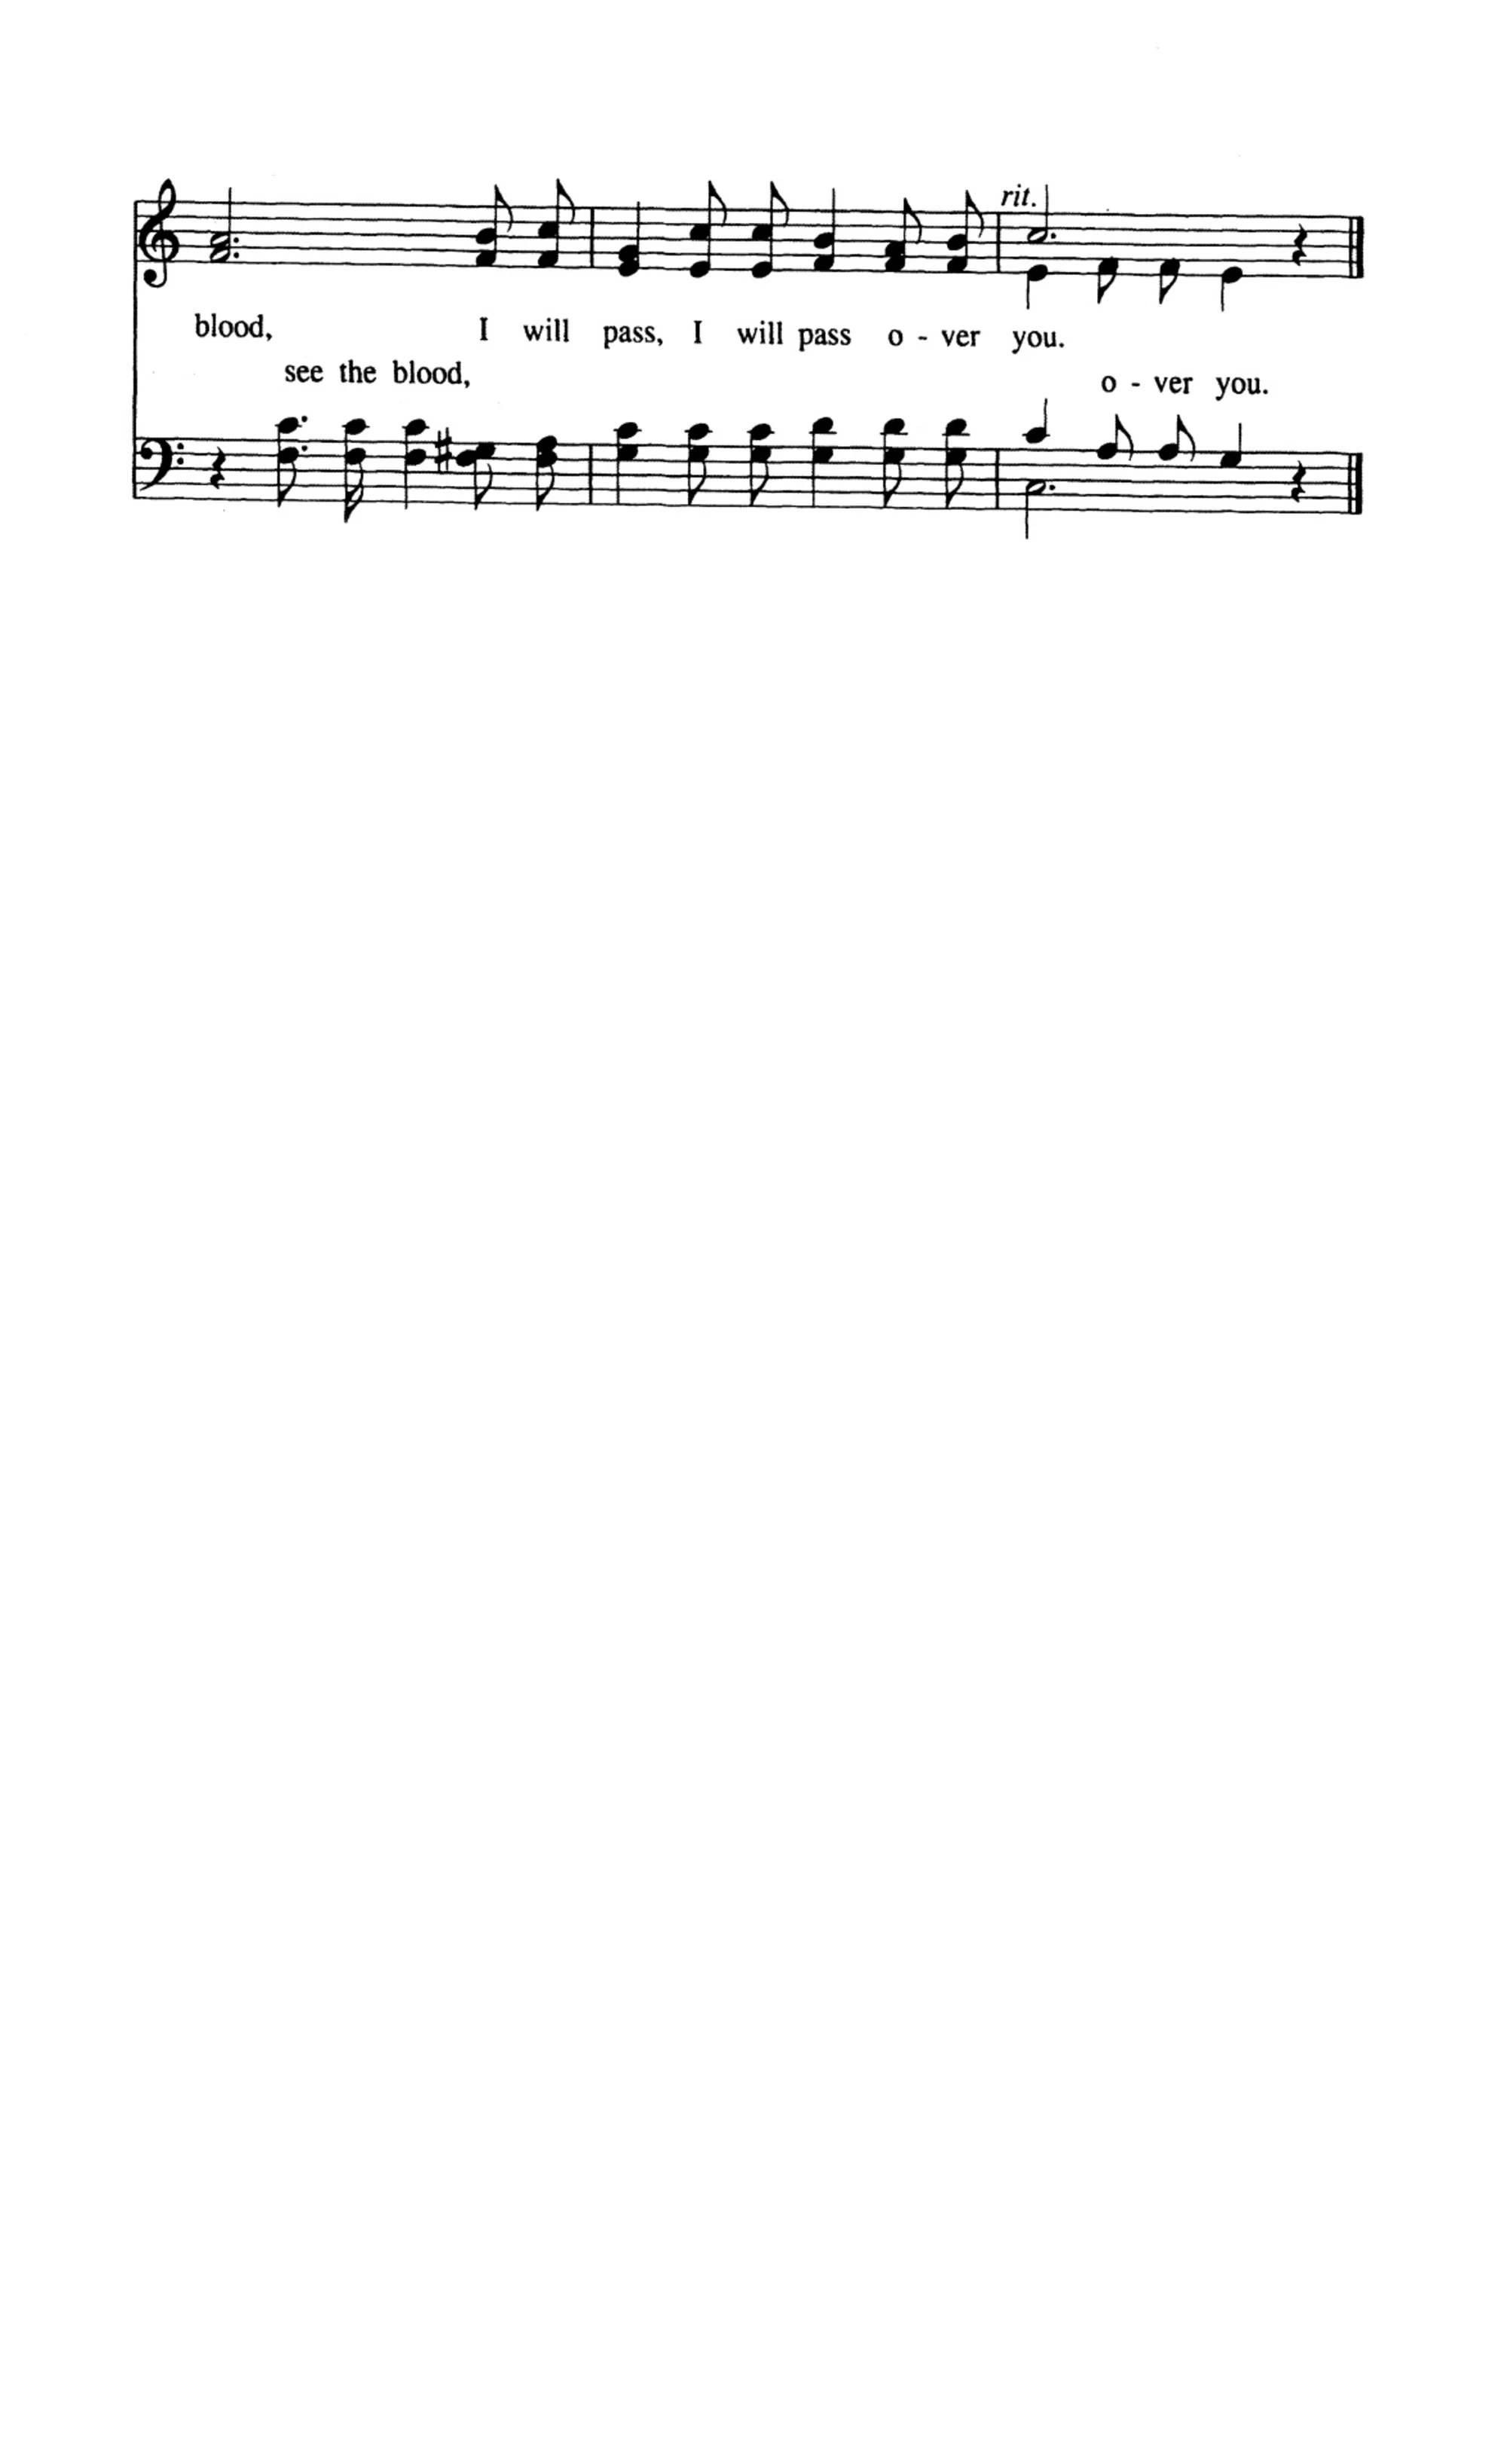 rit.
blood, I will pass, I will pass o - ver you.
see the blood, o - ver you.